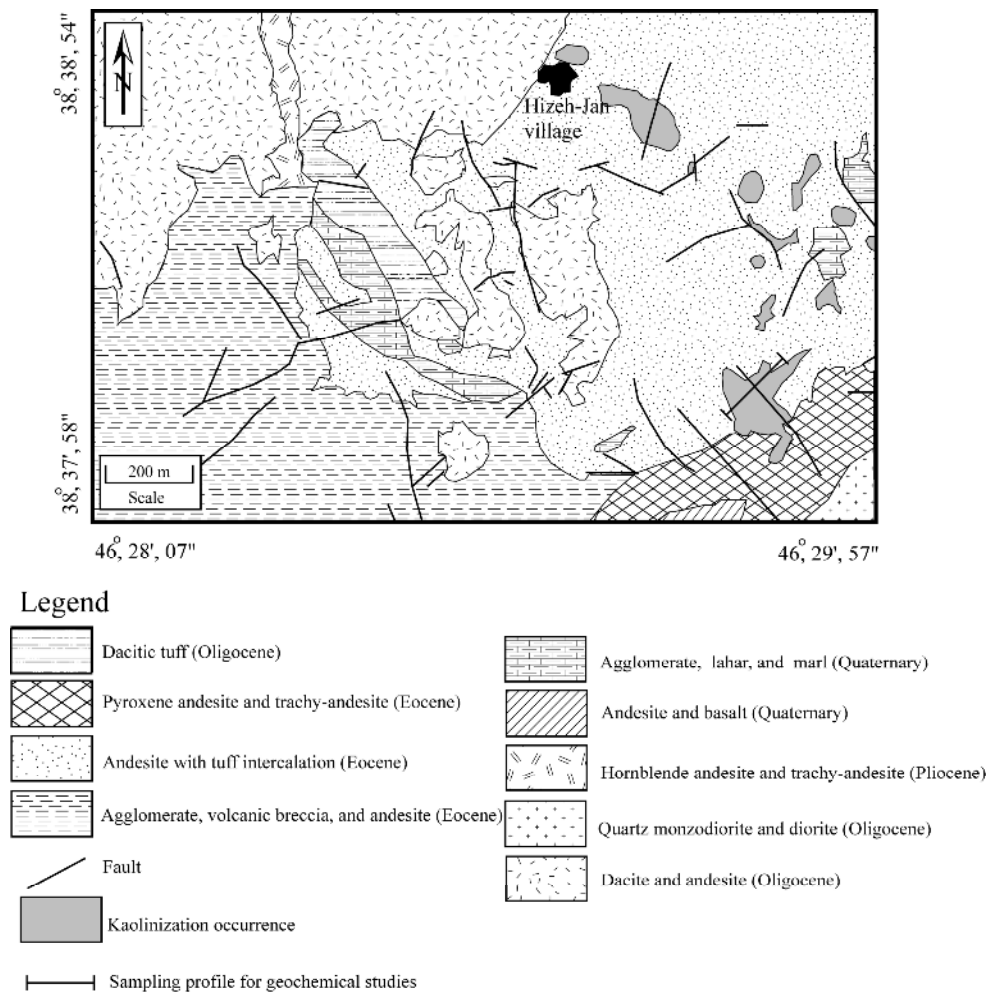 38°, 38', 54"
N
Hizeh-Jan
village
38°, 37', 58"
200 m
Scale
46°, 28', 07"
46°, 29', 57"
Legend
Dacitic tuff (Oligocene)
Pyroxene andesite and trachy-andesite (Eocene)
Andesite with tuff intercalation (Eocene)
Agglomerate, volcanic breccia, and andesite (Eocene)
Fault
Kaolinization occurrence
Sampling profile for geochemical studies
Agglomerate, lahar, and marl (Quaternary)
Andesite and basalt (Quaternary)
Hornblende andesite and trachy-andesite (Pliocene)
Quartz monzodiorite and diorite (Oligocene)
Dacite and andesite (Oligocene)